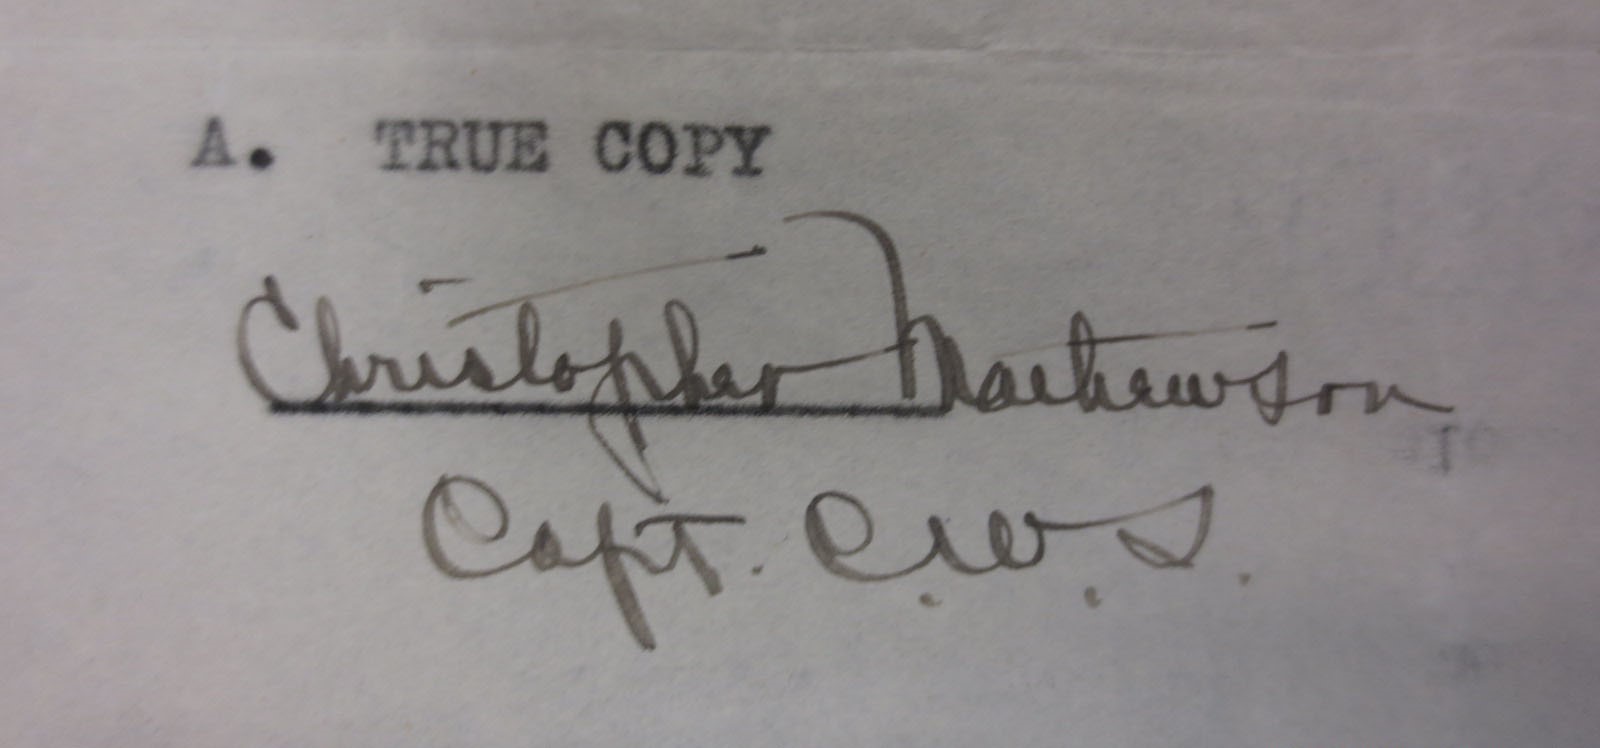 A. TRUE COPY
Christopher Mathewson
Capt. C.W.S.